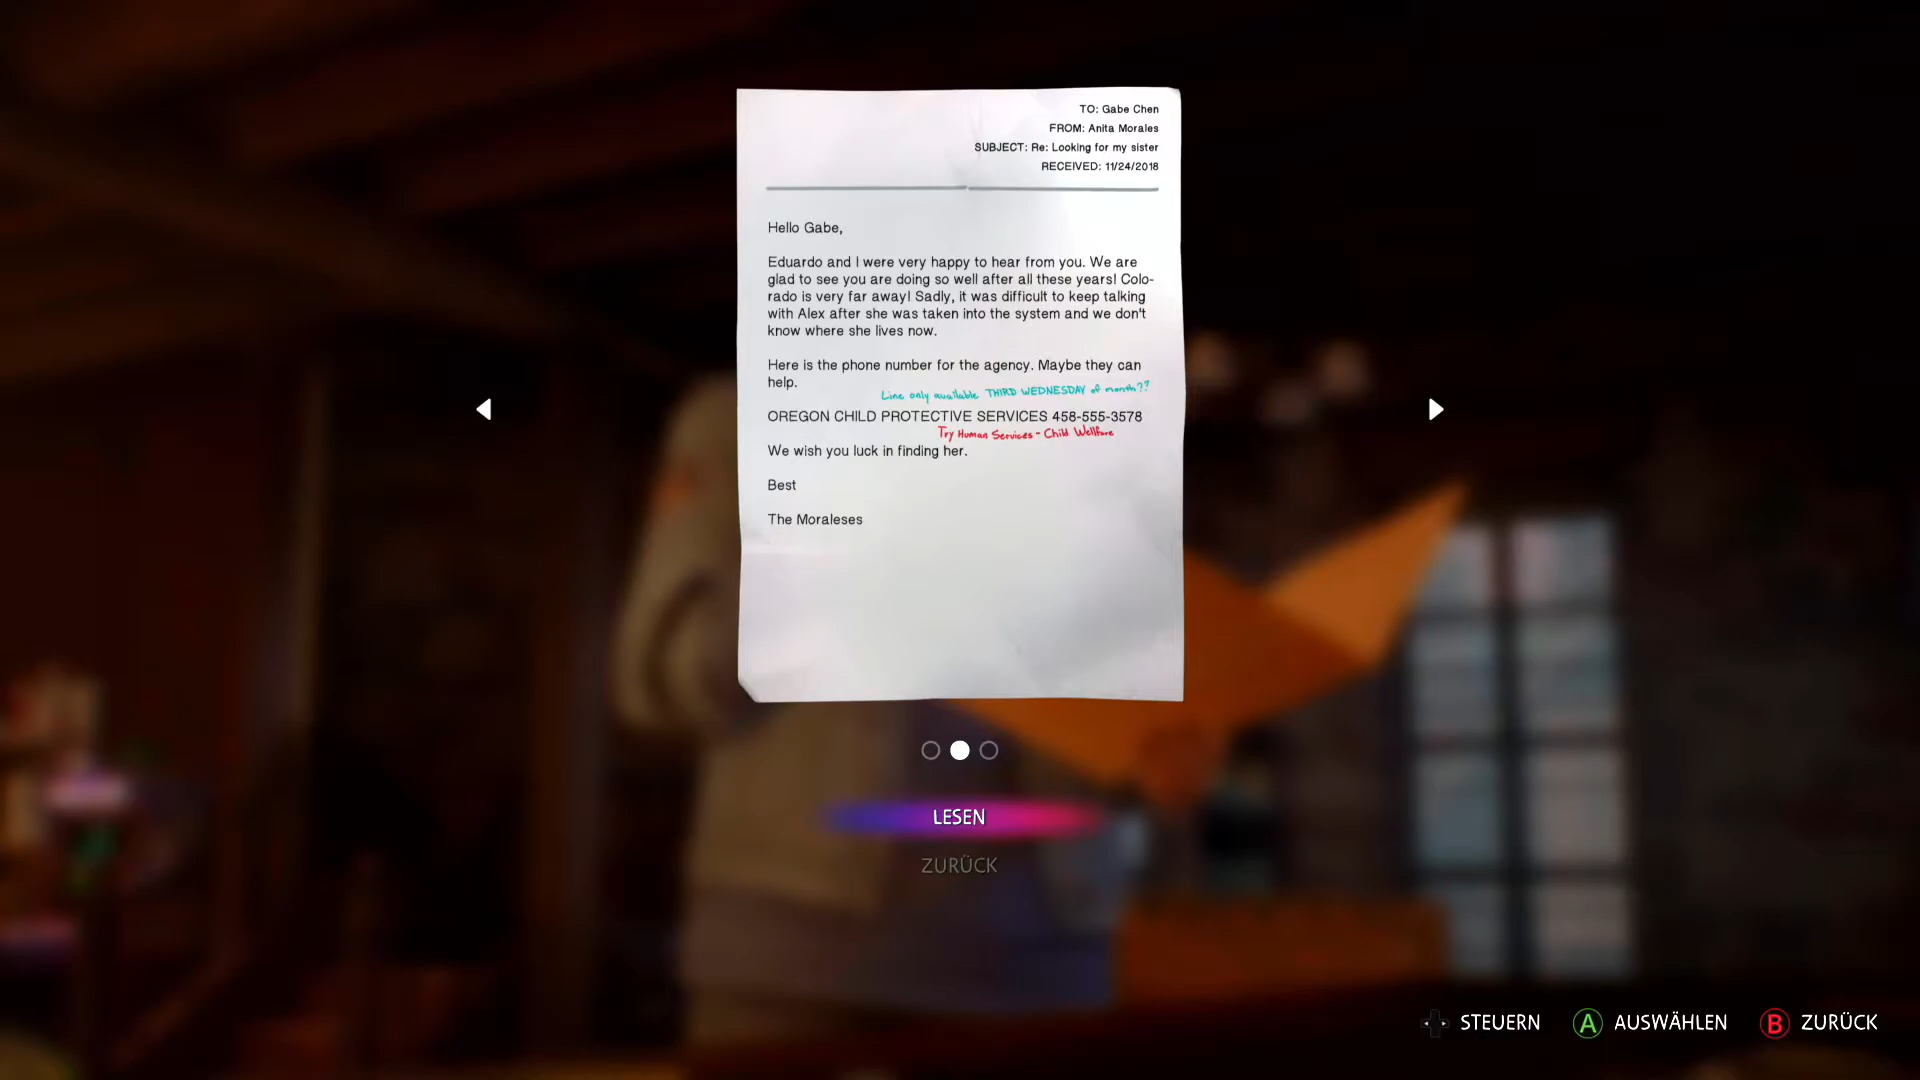 TO: Gabe Chen
FROM: Anita Morales
SUBJECT: Re: Looking for my sister
RECEIVED: 11/24/2018
Hello Gabe,
Eduardo and I were very happy to hear from you. We are
glad to see you are doing so well after all these years! Colo-
rado is very far away! Sadly, it was difficult to keep talking
with Alex after she was taken into the system and we don't
know where she lives now.
Here is the phone number for the agency. Maybe they can
help.
Line only available THIRD WEDNESDAY of month??
OREGON CHILD PROTECTIVE SERVICES 458-555-3578
Try Human Services - Child Wellfare
We wish you luck in finding her.
Best
The Moraleses
LESEN
ZURÜCK
STEUERN
A AUSWÄHLEN
B ZURÜCK